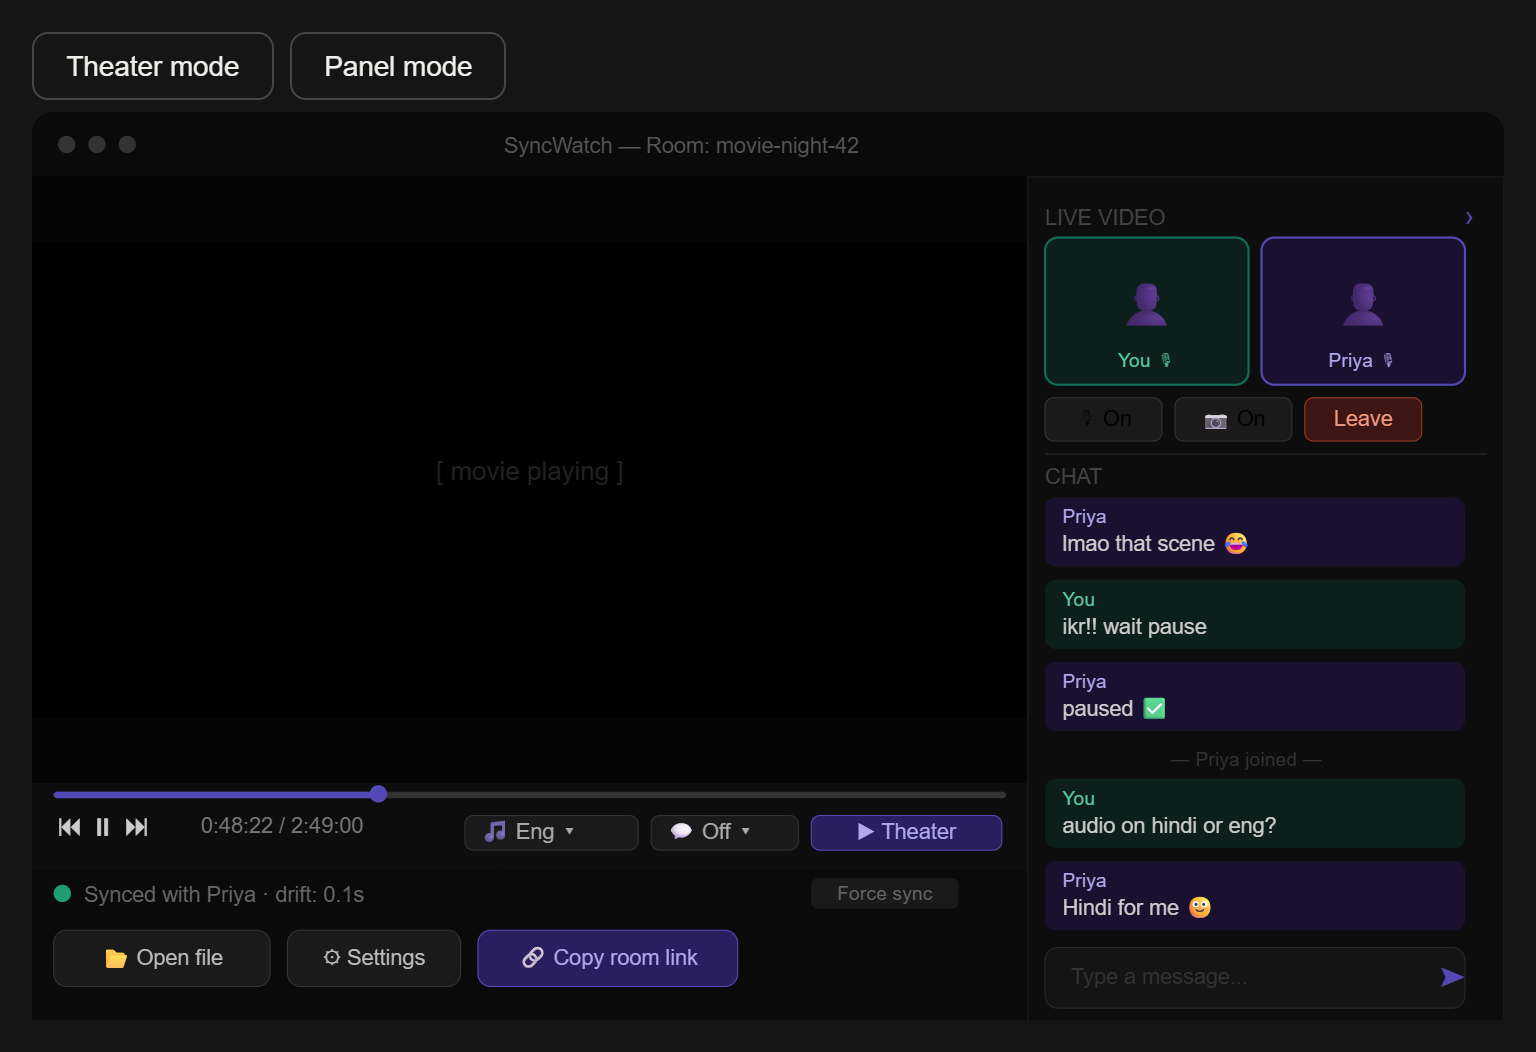 Theater mode
Panel mode
SyncWatch — Room: movie-night-42
[ movie playing ]
0:48:22 / 2:49:00
Eng
Off
Theater
Synced with Priya · drift: 0.1s
Force sync
Open file
Settings
Copy room link
LIVE VIDEO
You
Priya
On
On
Leave
CHAT
Priya
lmao that scene 😂
You
ikr!! wait pause
Priya
paused ✅
— Priya joined —
You
audio on hindi or eng?
Priya
Hindi for me 🙂
Type a message...